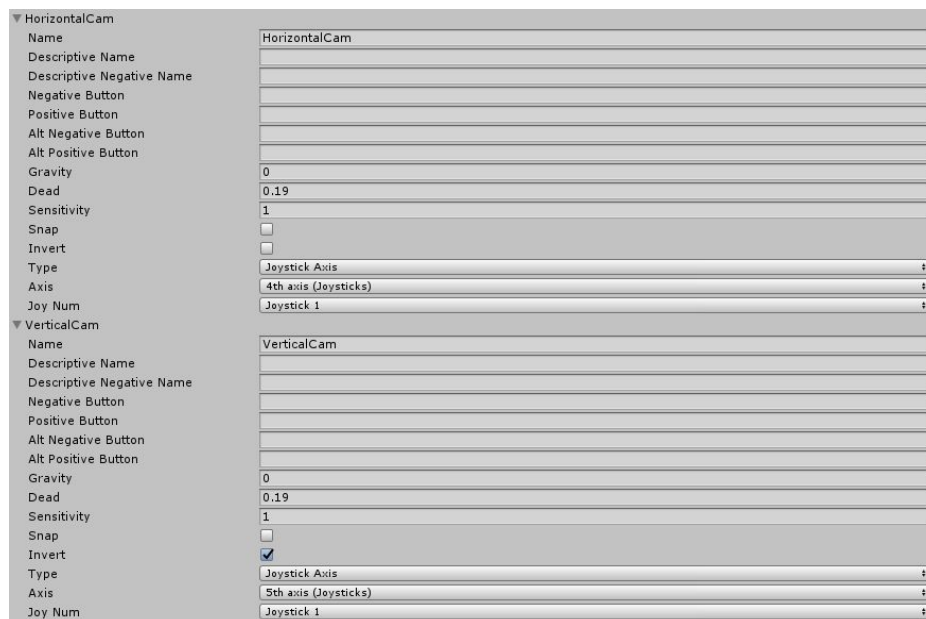 HorizontalCam
Name HorizontalCam
Descriptive Name
Descriptive Negative Name
Negative Button
Positive Button
Alt Negative Button
Alt Positive Button
Gravity 0
Dead 0.19
Sensitivity 1
Snap
Invert
Type Joystick Axis
Axis 4th axis (Joysticks)
Joy Num Joystick 1
VerticalCam
Name VerticalCam
Descriptive Name
Descriptive Negative Name
Negative Button
Positive Button
Alt Negative Button
Alt Positive Button
Gravity 0
Dead 0.19
Sensitivity 1
Snap
Invert
Type Joystick Axis
Axis 5th axis (Joysticks)
Joy Num Joystick 1